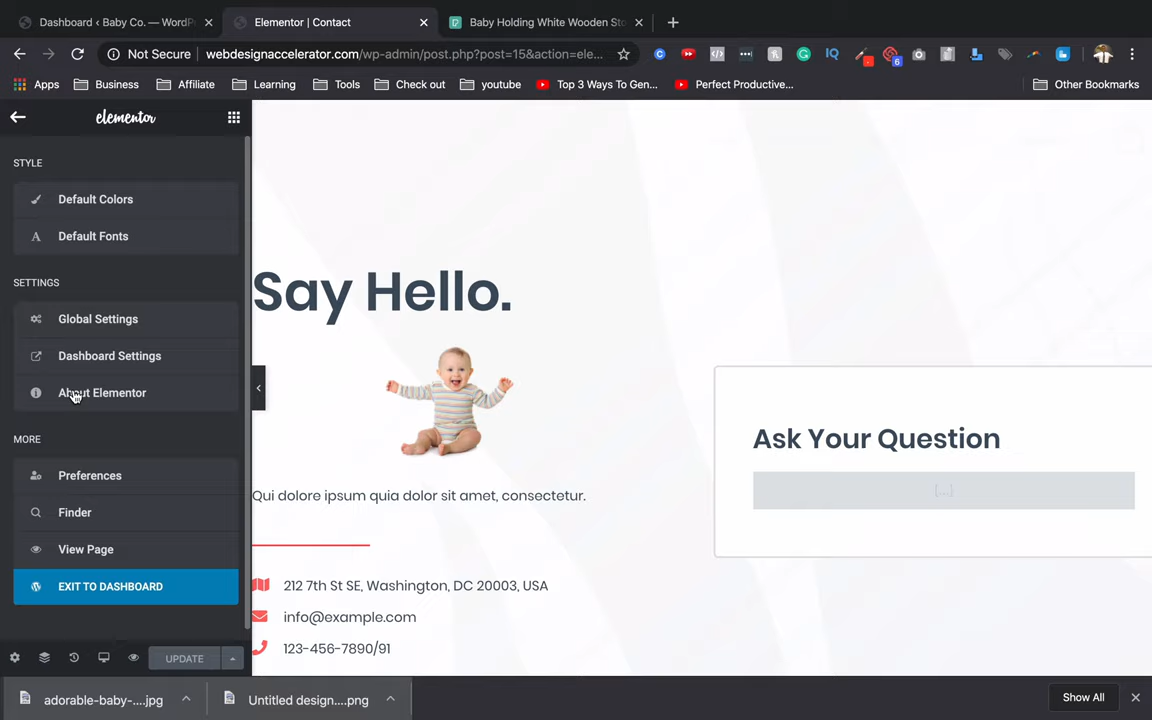 Dashboard ‹ Baby Co. — WordP
Elementor | Contact
Baby Holding White Wooden Sto
Not Secure
webdesignaccelerator.com/wp-admin/post.php?post=15&action=ele...
6
Apps
Business
Affiliate
Learning
Tools
Check out
youtube
Top 3 Ways To Gen...
Perfect Productive...
Other Bookmarks
elementor
STYLE
Default Colors
Default Fonts
SETTINGS
Global Settings
Dashboard Settings
About Elementor
MORE
Preferences
Finder
View Page
EXIT TO DASHBOARD
UPDATE
Say Hello.
Qui dolore ipsum quia dolor sit amet, consectetur.
212 7th St SE, Washington, DC 20003, USA
info@example.com
123-456-7890/91
Ask Your Question
[...]
adorable-baby-....jpg
Untitled design....png
Show All